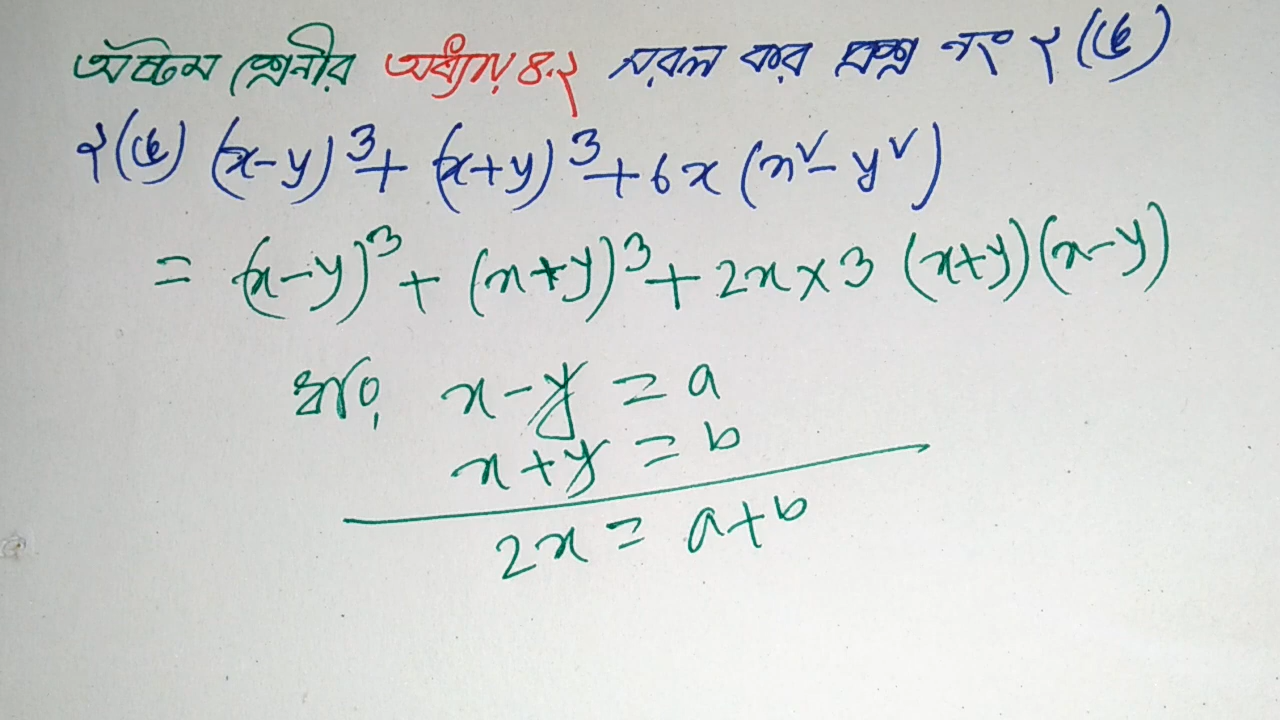 অষ্টম শ্রেনীর অধ্যায় ৪.২ সরল কর প্রশ্ন নং ২ (ঙ)
২(ঙ) (x-y)³ + (x+y)³ + 6x (x² - y²)
= (x-y)³ + (x+y)³ + 2x × 3 (x+y)(x-y)
ধরি, x-y = a
x+y = b
2x = a+b